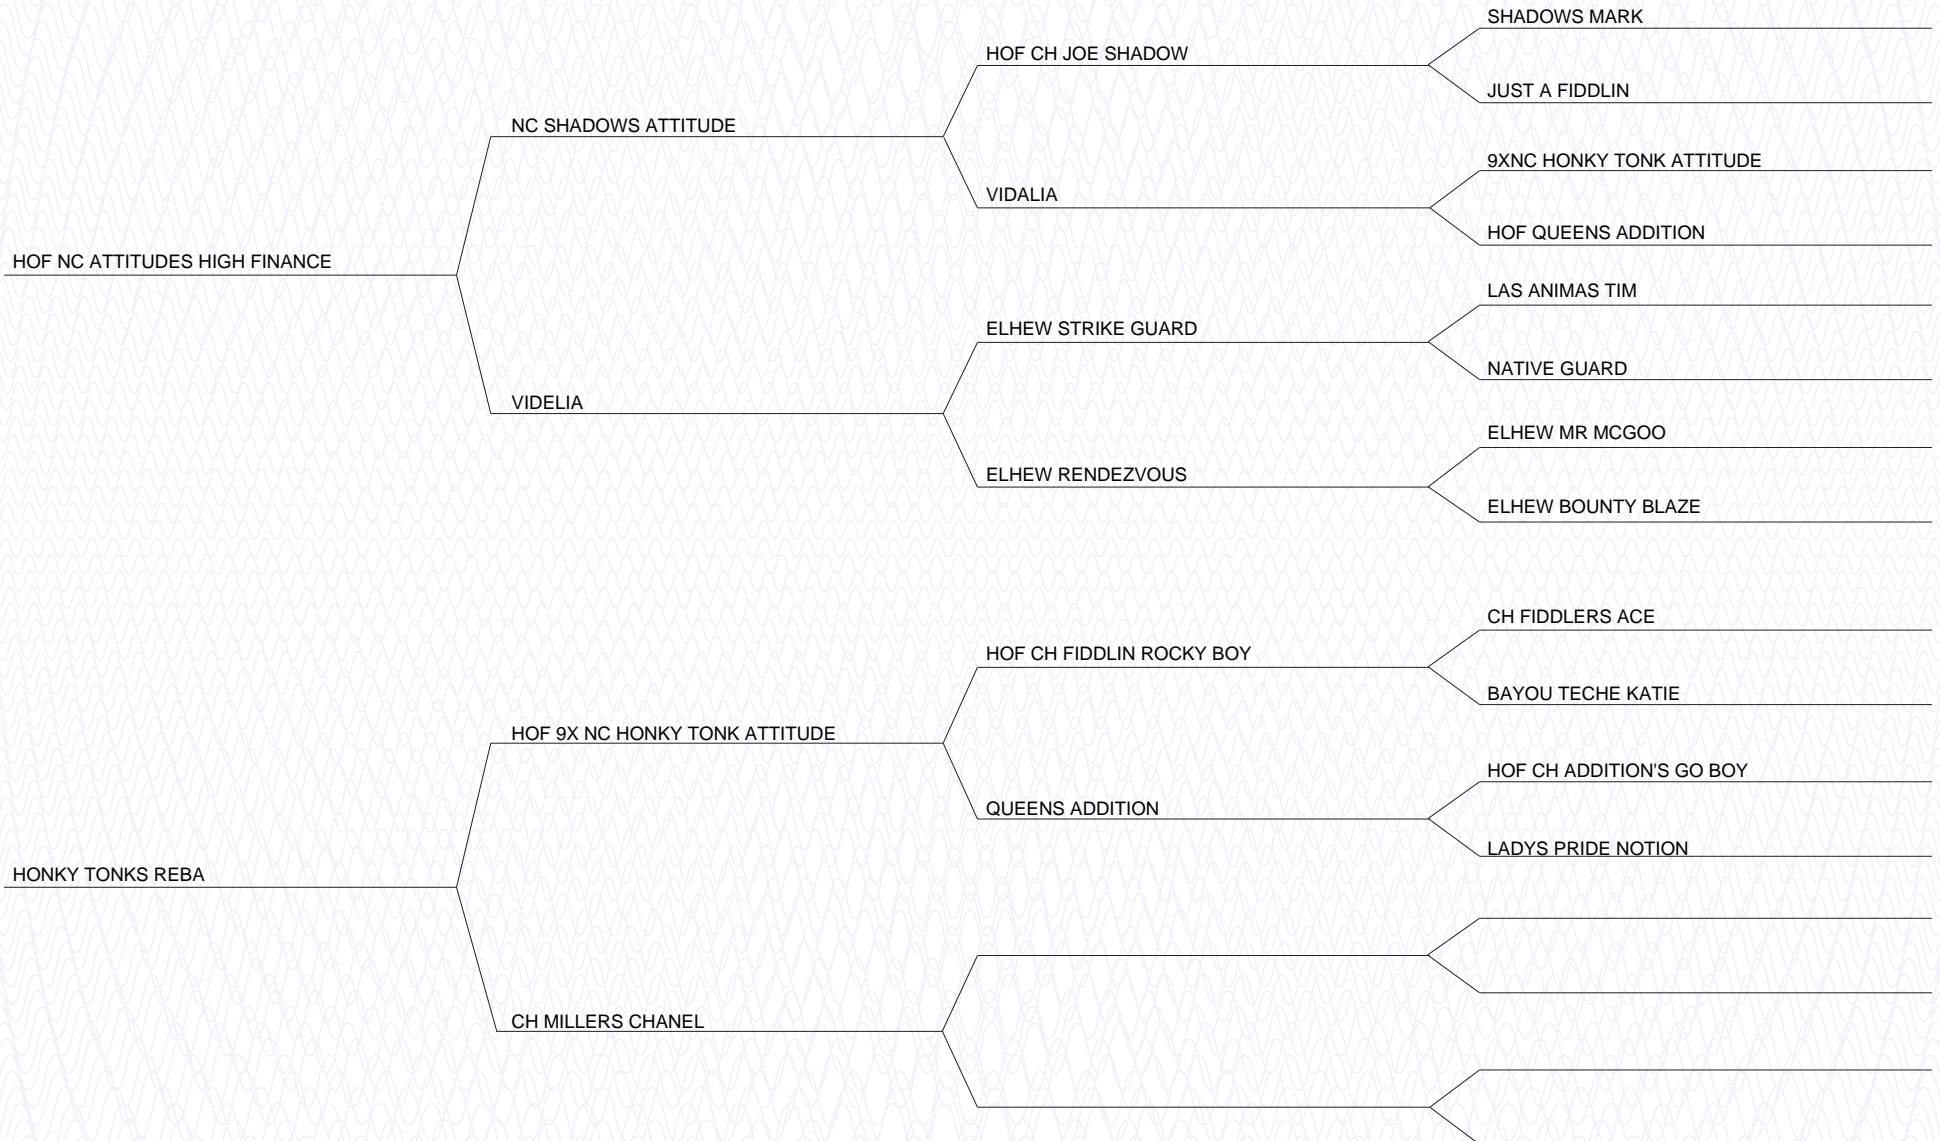 SHADOWS MARK
HOF CH JOE SHADOW
JUST A FIDDLIN
NC SHADOWS ATTITUDE
9XNC HONKY TONK ATTITUDE
VIDALIA
HOF QUEENS ADDITION
HOF NC ATTITUDES HIGH FINANCE
LAS ANIMAS TIM
ELHEW STRIKE GUARD
NATIVE GUARD
VIDELIA
ELHEW MR MCGOO
ELHEW RENDEZVOUS
ELHEW BOUNTY BLAZE
CH FIDDLERS ACE
HOF CH FIDDLIN ROCKY BOY
BAYOU TECHE KATIE
HOF 9X NC HONKY TONK ATTITUDE
HOF CH ADDITION'S GO BOY
QUEENS ADDITION
LADYS PRIDE NOTION
HONKY TONKS REBA
CH MILLERS CHANEL